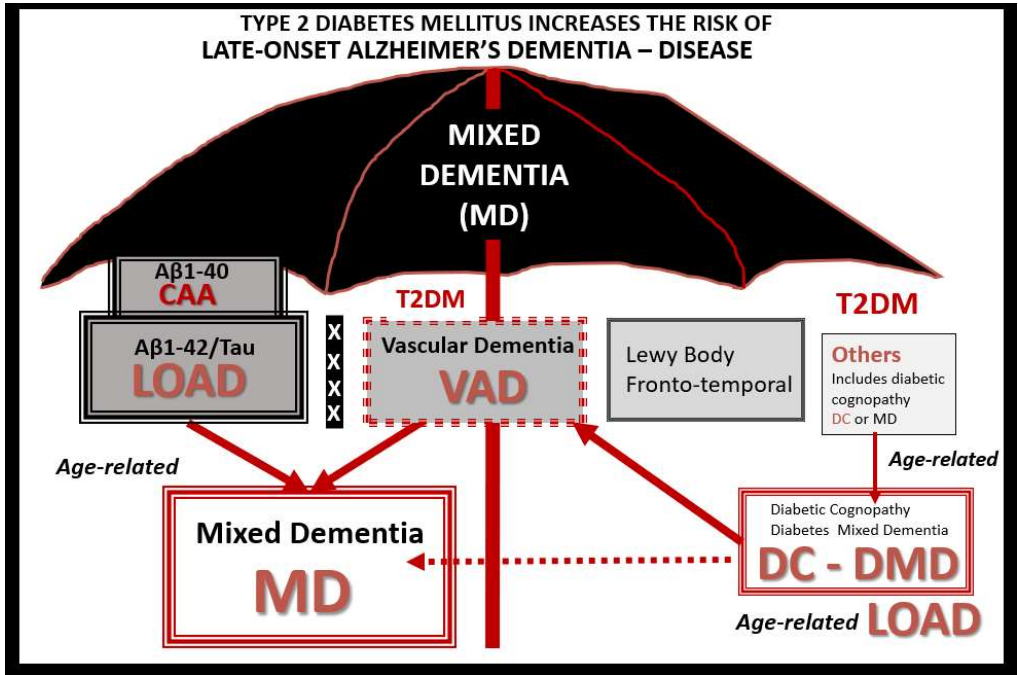 TYPE 2 DIABETES MELLITUS INCREASES THE RISK OF
LATE-ONSET ALZHEIMER'S DEMENTIA – DISEASE
MIXED
DEMENTIA
(MD)
Aβ1-40
CAA
Aβ1-42/Tau
LOAD
X
X
X
X
T2DM
Vascular Dementia
VAD
Lewy Body
Fronto-temporal
T2DM
Others
Includes diabetic
cognopathy
DC or MD
Age-related
Age-related
Mixed Dementia
MD
Diabetic Cognopathy
Diabetes Mixed Dementia
DC - DMD
Age-related LOAD